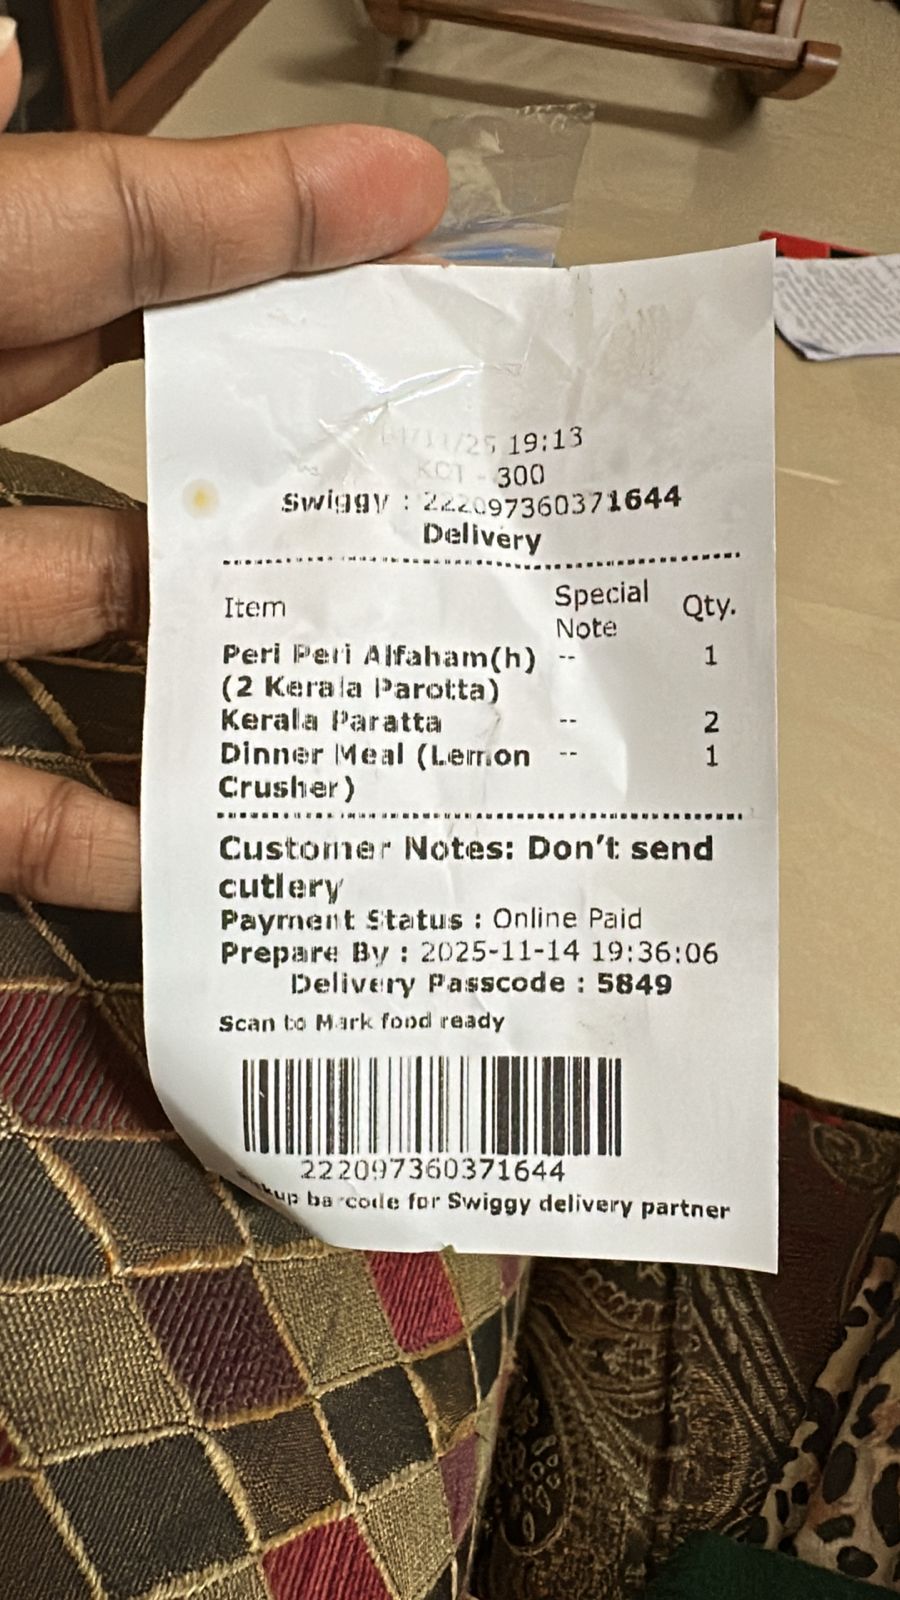 19:13
KOT - 300
Swiggy : 222097360371644
Delivery
Item Special Note Qty.
Peri Peri Alfaham(h) -- 1
(2 Kerala Parotta)
Kerala Paratta -- 2
Dinner Meal (Lemon -- 1
Crusher)
Customer Notes: Don't send
cutlery
Payment Status : Online Paid
Prepare By : 2025-11-14 19:36:06
Delivery Passcode : 5849
Scan to Mark food ready
222097360371644
barcode for Swiggy delivery partner